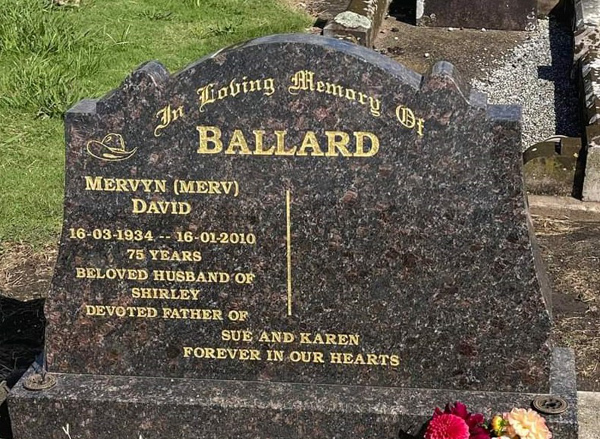 In Loving Memory Of
BALLARD
MERVYN (MERV)
DAVID
16-03-1934 -- 16-01-2010
75 YEARS
BELOVED HUSBAND OF
SHIRLEY
DEVOTED FATHER OF
SUE AND KAREN
FOREVER IN OUR HEARTS